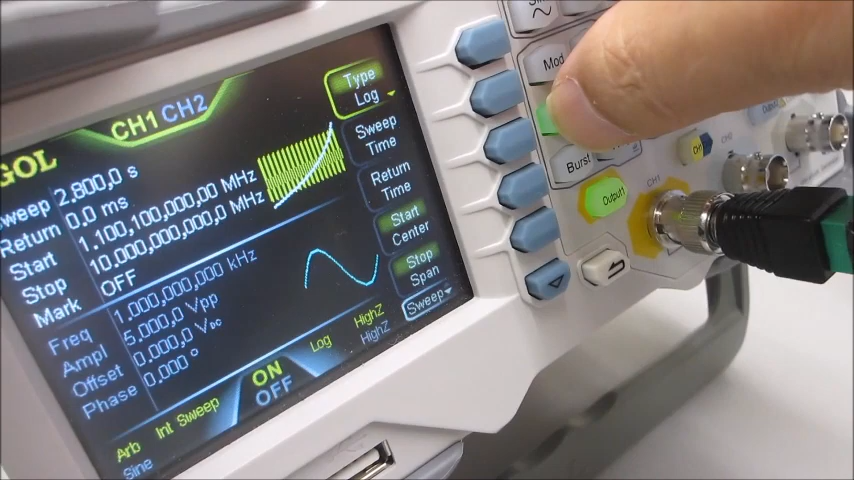 GOL
CH1 CH2
Type
Log
Sweep 2.800,0 s
Return 0.0 ms
Start 1.100,100,000,00 MHz
Stop 10.000,000,000,0 MHz
Mark OFF
Sweep
Time
Return
Time
Start
Center
Stop
Span
Sweep
Freq 1.000,000,000 kHz
Ampl 5.000,0 Vpp
Offset 0.000,0 VDC
Phase 0.000 °
Log HighZ
HighZ
ON
OFF
Arb Int Sweep
Sine
Mod
Burst
Output1
CH1
CH1
CH2